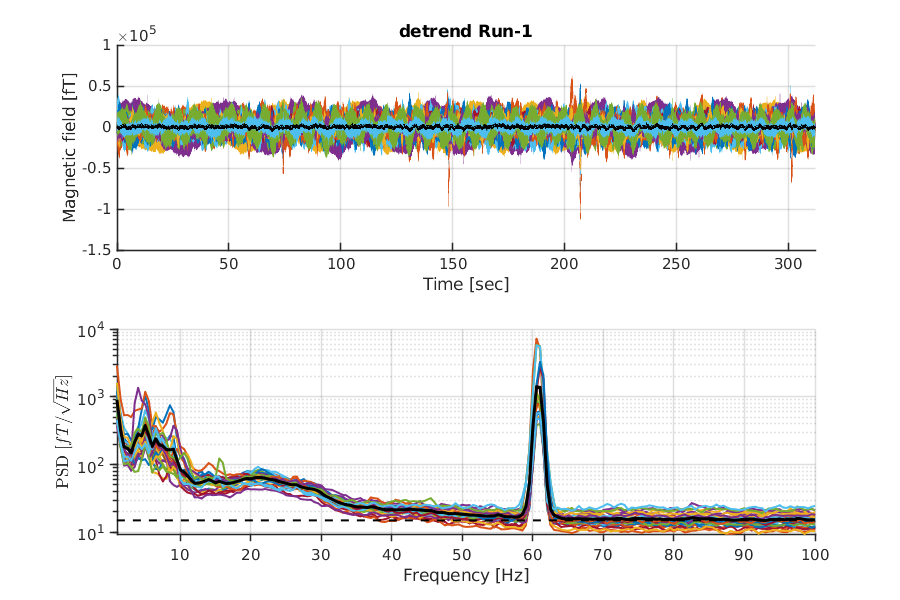 detrend Run-1
×10^5
1
0.5
0
-0.5
-1
-1.5
Magnetic field [fT]
0 50 100 150 200 250 300
Time [sec]
10^4
10^3
10^2
10^1
PSD [fT/√Hz]
10 20 30 40 50 60 70 80 90 100
Frequency [Hz]